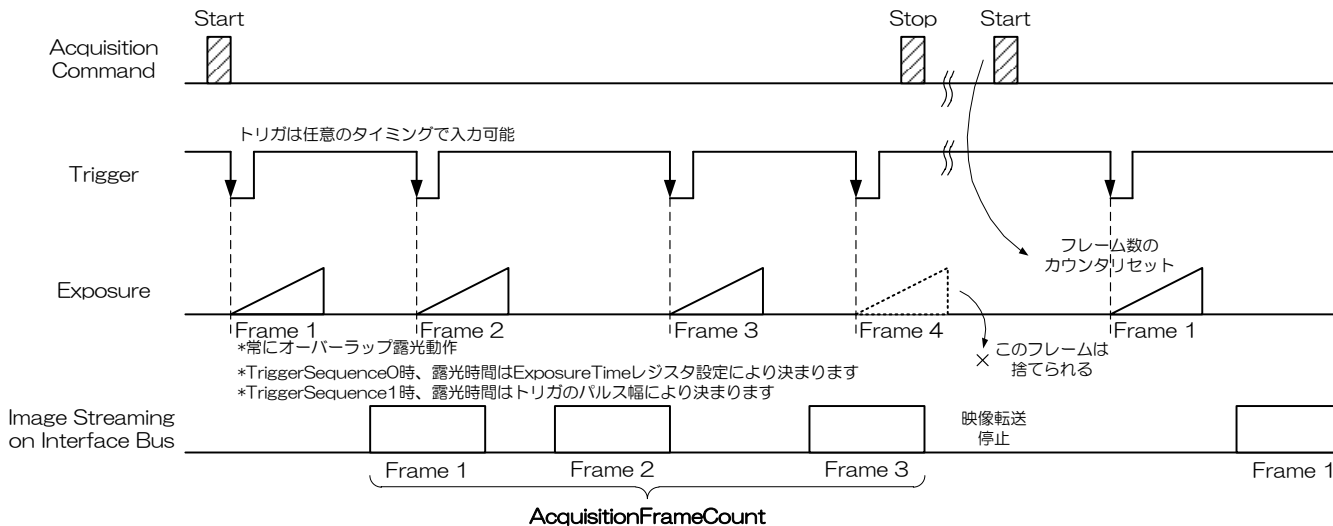 Start
Stop
Start
Acquisition
Command
トリガは任意のタイミングで入力可能
Trigger
フレーム数の
カウンタリセット
Exposure
Frame 1
Frame 2
Frame 3
Frame 4
Frame 1
*常にオーバーラップ露光動作
*TriggerSequence0時、露光時間はExposureTimeレジスタ設定により決まります
*TriggerSequence1時、露光時間はトリガのパルス幅により決まります
× このフレームは
捨てられる
Image Streaming
on Interface Bus
映像転送
停止
Frame 1
Frame 2
Frame 3
Frame 1
AcquisitionFrameCount